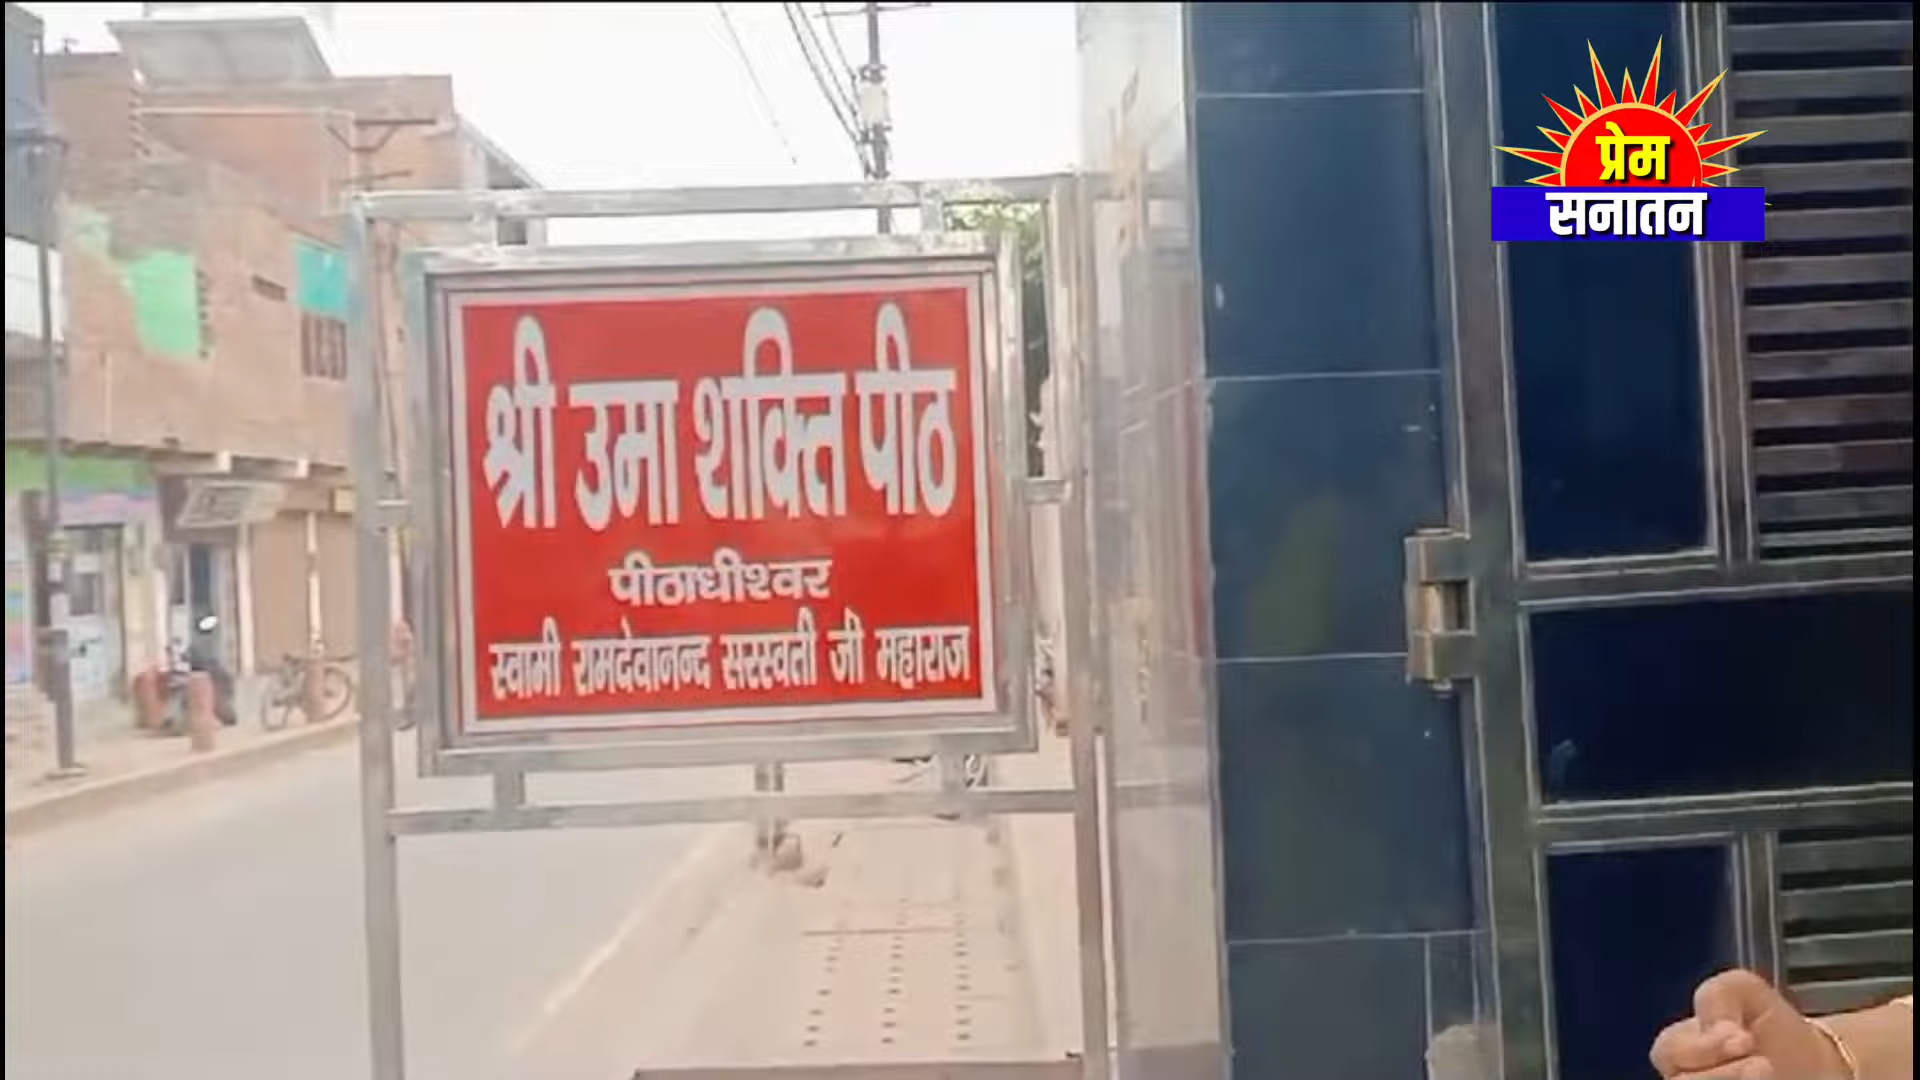 प्रेम
सनातन
श्री उमा शक्ति पीठ
पीठाधीश्वर
स्वामी रामदेवानन्द सरस्वती जी महाराज